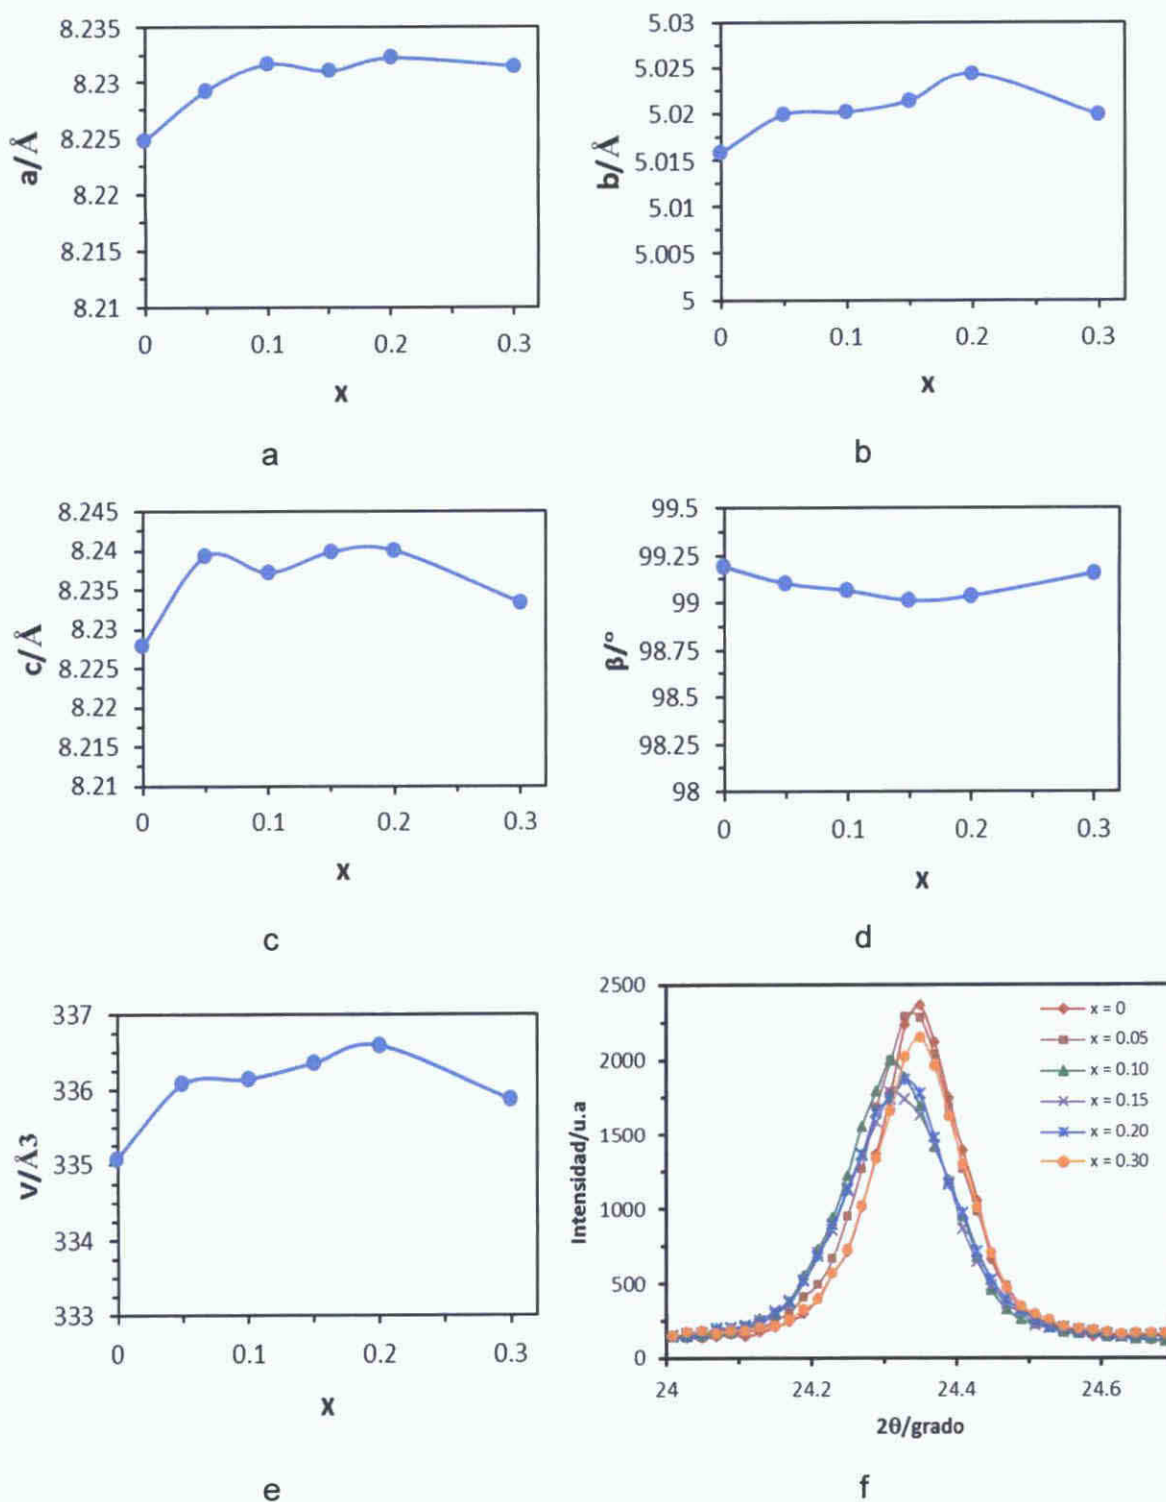 8.235
8.23
8.225
8.22
8.215
8.21
a/Å
0 0.1 0.2 0.3
x
a
5.03
5.025
5.02
5.015
5.01
5.005
5
b/Å
0 0.1 0.2 0.3
x
b
8.245
8.24
8.235
8.23
8.225
8.22
8.215
8.21
c/Å
0 0.1 0.2 0.3
x
c
99.5
99.25
99
98.75
98.5
98.25
98
β/°
0 0.1 0.2 0.3
x
d
337
336
335
334
333
V/Å3
0 0.1 0.2 0.3
x
e
2500
2000
1500
1000
500
0
Intensidad/u.a
x = 0
x = 0.05
x = 0.10
x = 0.15
x = 0.20
x = 0.30
24 24.2 24.4 24.6
2θ/grado
f